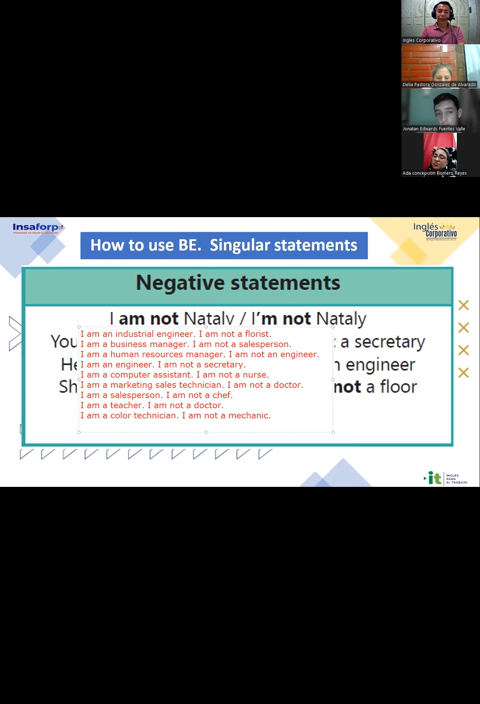 Inglés Corporativo
Delia Pastora Gonzalez de Alvarado
Jonatan Edwards Fuentes Valle
Ada concepción Romero Reyes
Insaforp
Inglés
Corporativo
How to use BE. Singular statements
Negative statements
I am not Nataly / I'm not Nataly
You a secretary
He engineer
Sh not a floor
I am an industrial engineer. I am not a florist.
I am a business manager. I am not a salesperson.
I am a human resources manager. I am not an engineer.
I am an engineer. I am not a secretary.
I am a computer assistant. I am not a nurse.
I am a marketing sales technician. I am not a doctor.
I am a salesperson. I am not a chef.
I am a teacher. I am not a doctor.
I am a color technician. I am not a mechanic.
it
INGLÉS
PARA
EL TRABAJO